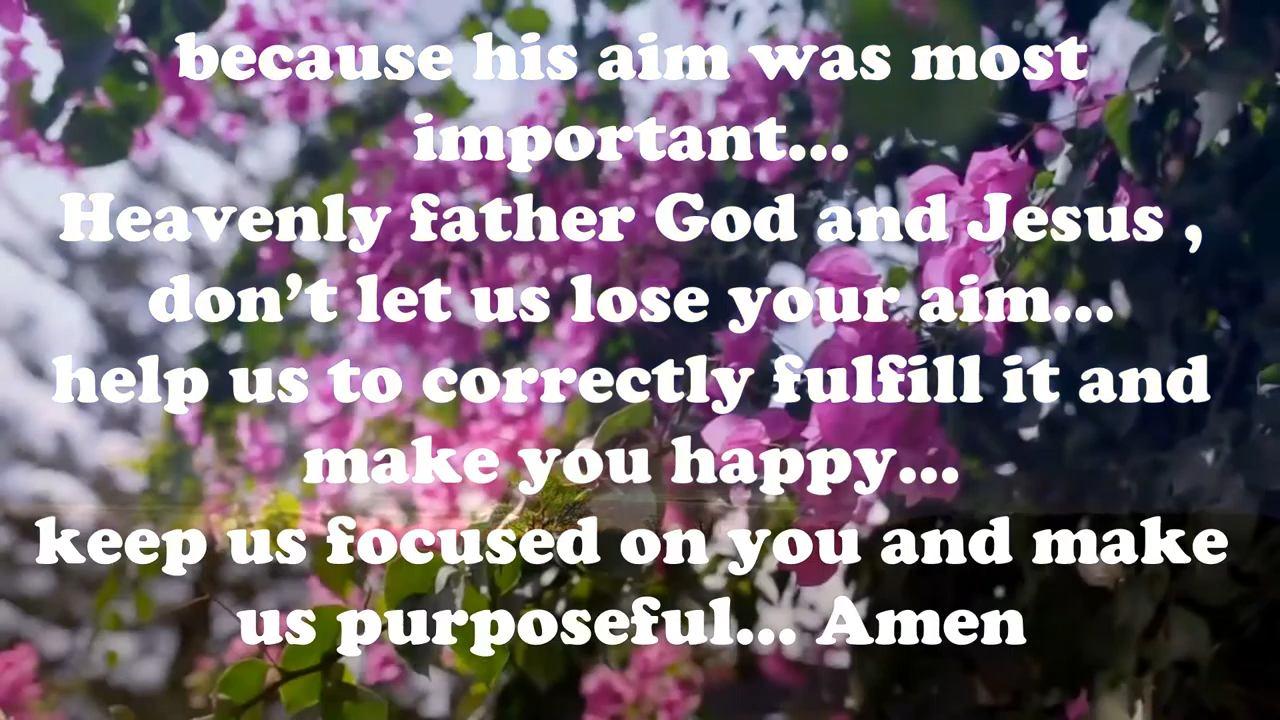 because his aim was most
important...
Heavenly father God and Jesus ,
don’t let us lose your aim...
help us to correctly fulfill it and
make you happy...
keep us focused on you and make
us purposeful... Amen